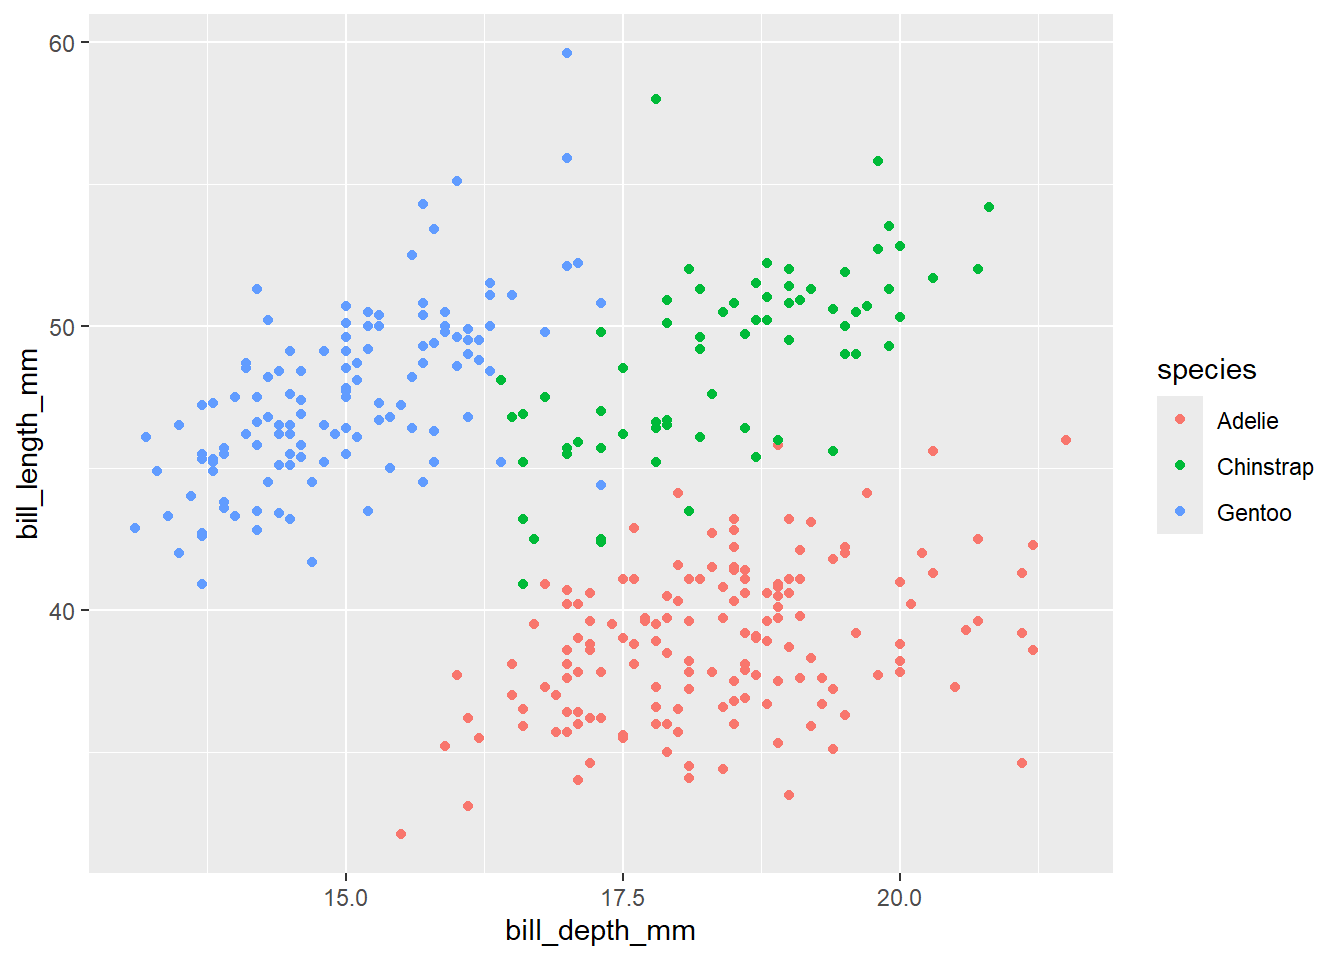 60
50
40
bill_length_mm
15.0
17.5
20.0
bill_depth_mm
species
Adelie
Chinstrap
Gentoo